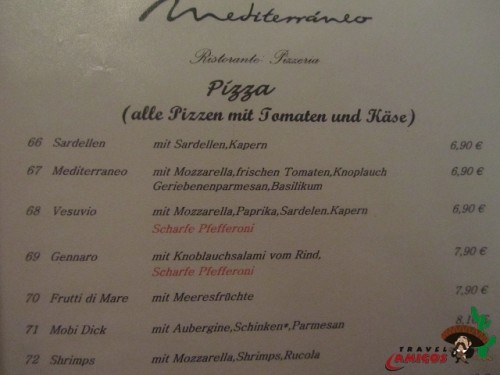 Mediterráneo
Ristorante Pizzeria
Pizza
(alle Pizzen mit Tomaten und Käse)
66 Sardellen mit Sardellen,Kapern 6,90 €
67 Mediterraneo mit Mozzarella,frischen Tomaten,Knoplauch 6,90 €
Geriebenenparmesan,Basilikum
68 Vesuvio mit Mozzarella,Paprika,Sardelen,Kapern 6,90 €
Scharfe Pfefferoni
69 Gennaro mit Knoblauchsalami vom Rind, 7,90 €
Scharfe Pfefferoni
70 Frutti di Mare mit Meeresfrüchte 7,90 €
71 Mobi Dick mit Aubergine,Schinken*,Parmesan
72 Shrimps mit Mozzarella,Shrimps,Rucola
TRAVEL
AMIGOS